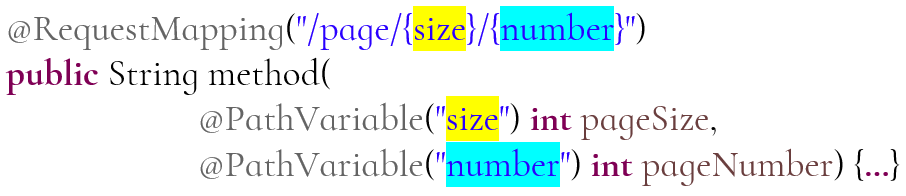 @RequestMapping("/page/{size}/{number}")
public String method(
@PathVariable("size") int pageSize,
@PathVariable("number") int pageNumber) {...}